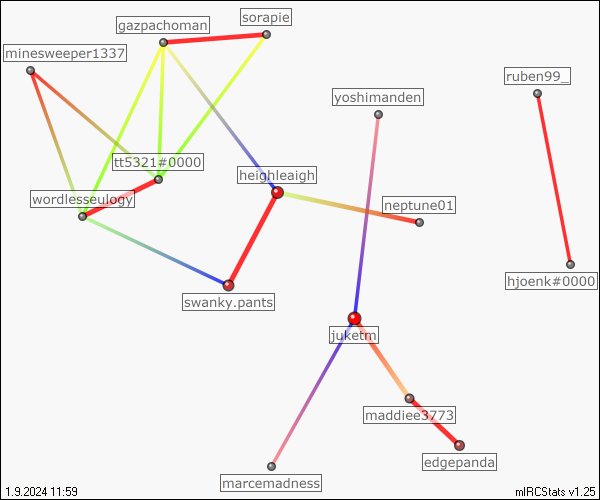 sorapie
gazpachoman
minesweeper1337
ruben99_
yoshimanden
tt5321#0000
heighleaigh
wordlesseulogy
neptune01
hjoenk#0000
swanky.pants
juketm
maddiee3773
edgepanda
marcemadness
1.9.2024 11:59
mIRCStats v1.25